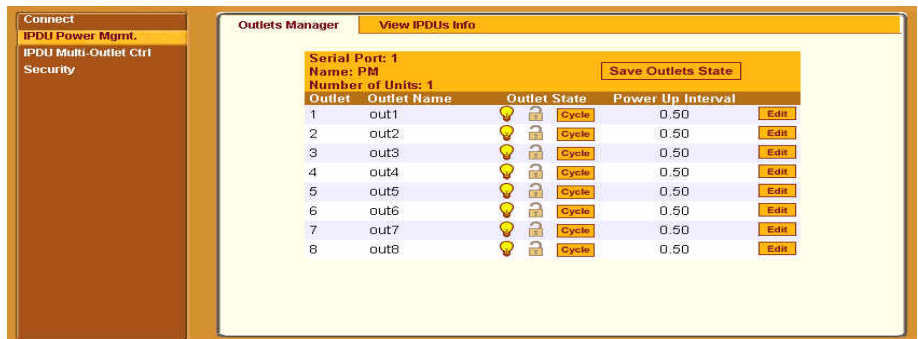 Connect
IPDU Power Mgmt.
IPDU Multi-Outlet Ctrl
Security
Outlets Manager View IPDUs Info
Serial Port: 1
Name: PM
Number of Units: 1
Save Outlets State
Outlet Outlet Name Outlet State Power Up Interval
1 out1 Cycle 0.50 Edit
2 out2 Cycle 0.50 Edit
3 out3 Cycle 0.50 Edit
4 out4 Cycle 0.50 Edit
5 out5 Cycle 0.50 Edit
6 out6 Cycle 0.50 Edit
7 out7 Cycle 0.50 Edit
8 out8 Cycle 0.50 Edit